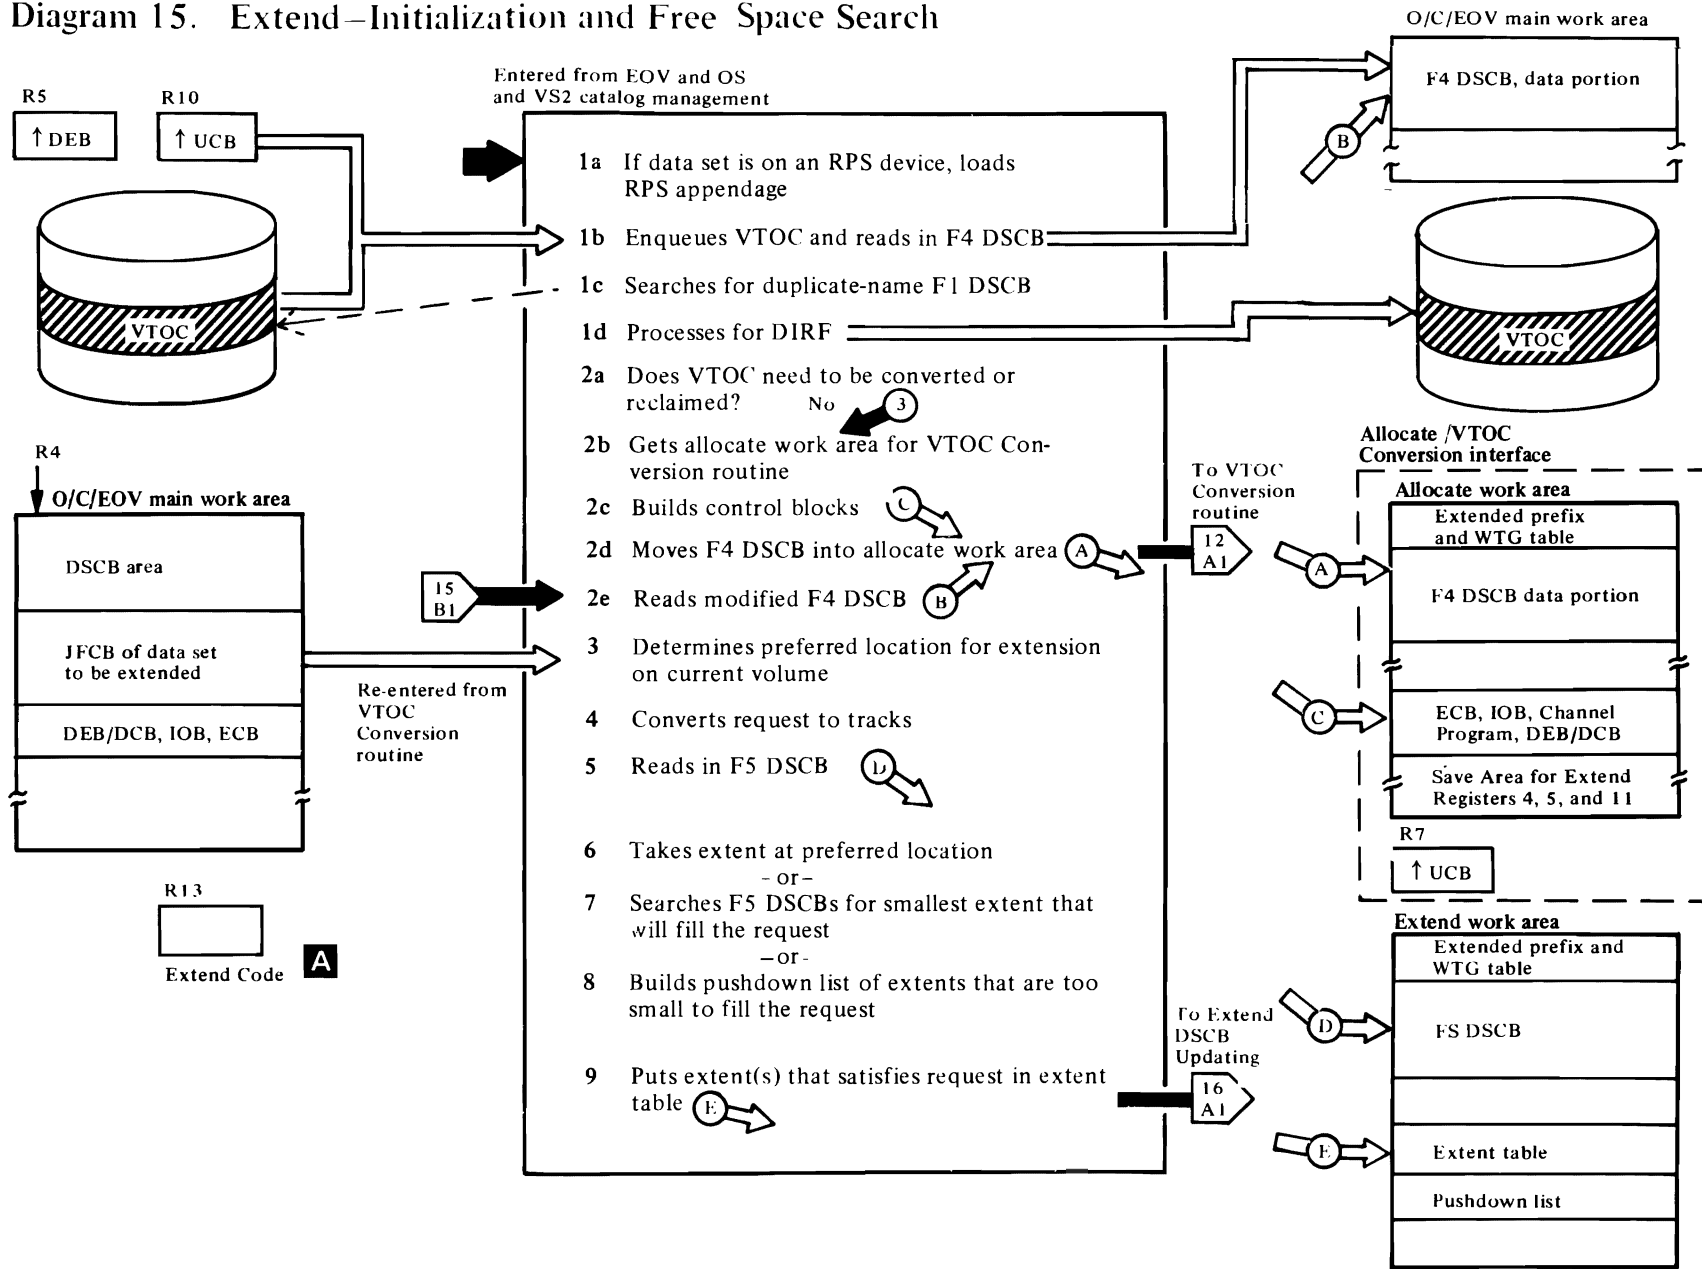 Diagram 15. Extend–Initialization and Free Space Search
O/C/EOV main work area
F4 DSCB, data portion
B
Entered from EOV and OS
and VS2 catalog management
R5
↑ DEB
R10
↑ UCB
VTOC
1a If data set is on an RPS device, loads
RPS appendage
1b Enqueues VTOC and reads in F4 DSCB
1c Searches for duplicate-name F1 DSCB
1d Processes for DIRF
VTOC
2a Does VTOC need to be converted or
reclaimed? No 3
2b Gets allocate work area for VTOC Con-
version routine
2c Builds control blocks C
2d Moves F4 DSCB into allocate work area A
2e Reads modified F4 DSCB B
3 Determines preferred location for extension
on current volume
4 Converts request to tracks
5 Reads in F5 DSCB D
6 Takes extent at preferred location
- or–
7 Searches F5 DSCBs for smallest extent that
will fill the request
–or-
8 Builds pushdown list of extents that are too
small to fill the request
9 Puts extent(s) that satisfies request in extent
table E
R4
O/C/EOV main work area
DSCB area
JFCB of data set
to be extended
DEB/DCB, IOB, ECB
15
B1
Re-entered from
VTOC
Conversion
routine
R13
Extend Code A
To VTOC
Conversion
routine
12
A1
Allocate /VTOC
Conversion interface
Allocate work area
Extended prefix
and WTG table
A
F4 DSCB data portion
C
ECB, IOB, Channel
Program, DEB/DCB
Save Area for Extend
Registers 4, 5, and 11
R7
↑ UCB
To Extend
DSCB
Updating
16
A1
Extend work area
Extended prefix and
WTG table
D
FS DSCB
E
Extent table
Pushdown list